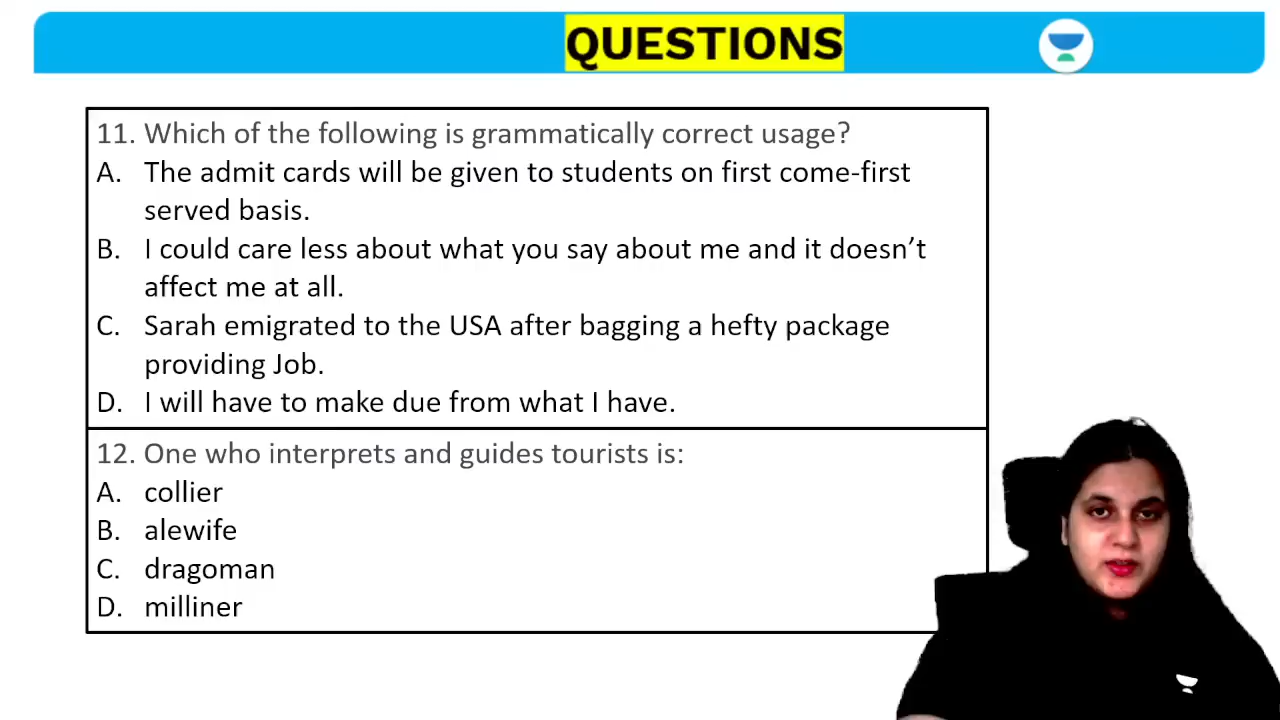 QUESTIONS
11. Which of the following is grammatically correct usage?
A. The admit cards will be given to students on first come-first
served basis.
B. I could care less about what you say about me and it doesn’t
affect me at all.
C. Sarah emigrated to the USA after bagging a hefty package
providing Job.
D. I will have to make due from what I have.
12. One who interprets and guides tourists is:
A. collier
B. alewife
C. dragoman
D. milliner